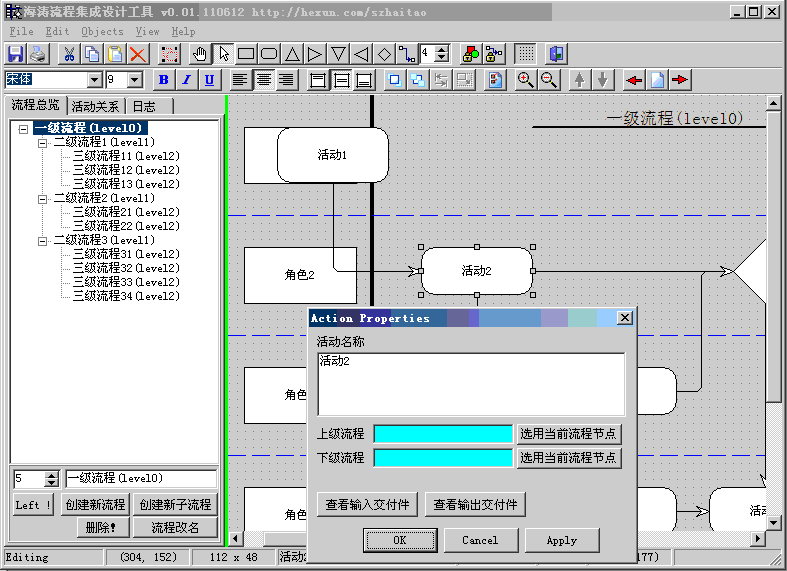 海涛流程集成设计工具 v0.01.110612 http://hexun.com/szhaitao
File Edit Objects View Help
4
宋体 9 B I U
流程总览 活动关系 日志
一级流程(level0)
二级流程1(level1)
三级流程11(level2)
三级流程12(level2)
三级流程13(level2)
二级流程2(level1)
三级流程21(level2)
三级流程22(level2)
二级流程3(level1)
三级流程31(level2)
三级流程32(level2)
三级流程33(level2)
三级流程34(level2)
5 一级流程(level0)
Left ! 创建新流程 创建新子流程
删除! 流程改名
一级流程(level0)
活动1
角色2
活动2
角色
角色
活动
Action Properties
活动名称
活动2
上级流程 选用当前流程节点
下级流程 选用当前流程节点
查看输入交付件 查看输出交付件
OK Cancel Apply
Editing (304, 152) 112 x 48 活动2 177)